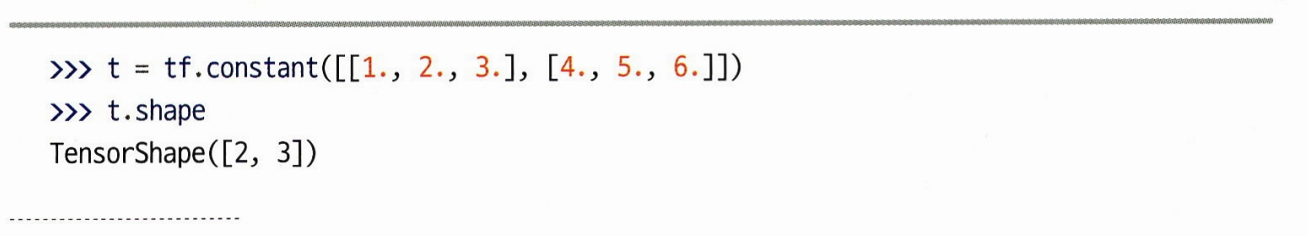 >>> t = tf.constant([[1., 2., 3.], [4., 5., 6.]])
>>> t.shape
TensorShape([2, 3])